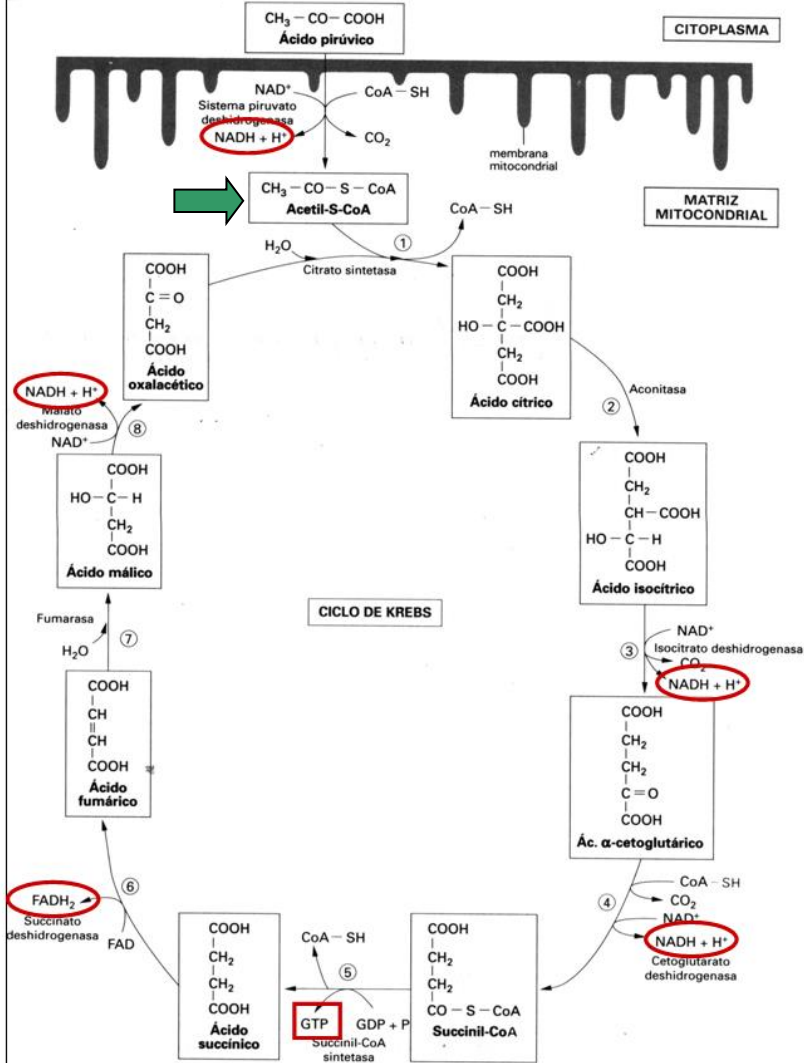 CH₃ — CO — COOH
Ácido pirúvico
CITOPLASMA
NAD⁺
CoA — SH
Sistema piruvato
deshidrogenasa
NADH + H⁺
CO₂
membrana
mitocondrial
CH₃ — CO — S — CoA
Acetil-S-CoA
MATRIZ
MITOCONDRIAL
CoA — SH
①
H₂O
Citrato sintetasa
COOH
C = O
CH₂
COOH
Ácido
oxalacético
COOH
CH₂
HO — C — COOH
CH₂
COOH
Ácido cítrico
Aconitasa
②
COOH
CH₂
CH — COOH
HO — C — H
COOH
Ácido isocítrico
③
NAD⁺
Isocitrato deshidrogenasa
CO₂
NADH + H⁺
COOH
CH₂
CH₂
C = O
COOH
Ác. α-cetoglutárico
④
CoA — SH
CO₂
NAD⁺
NADH + H⁺
Cetoglutarato
deshidrogenasa
COOH
CH₂
CH₂
CO — S — CoA
Succinil-CoA
CoA — SH
⑤
GTP
GDP + P
Succinil-CoA
sintetasa
COOH
CH₂
CH₂
COOH
Ácido
succínico
⑥
FADH₂
Succinato
deshidrogenasa
FAD
COOH
CH
CH
COOH
Ácido
fumárico
Fumarasa
⑦
H₂O
COOH
HO — C — H
CH₂
COOH
Ácido málico
NADH + H⁺
Malato
deshidrogenasa
⑧
NAD⁺
CICLO DE KREBS